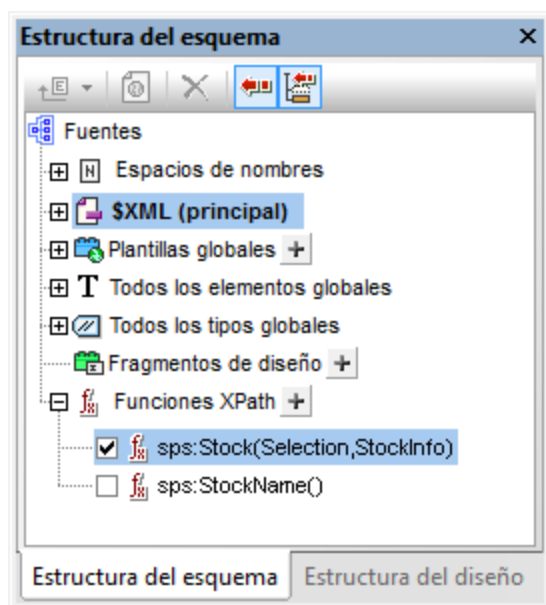 Estructura del esquema
Fuentes
Espacios de nombres
$XML (principal)
Plantillas globales
Todos los elementos globales
Todos los tipos globales
Fragmentos de diseño
Funciones XPath
sps:Stock(Selection,StockInfo)
sps:StockName()
Estructura del esquema Estructura del diseño